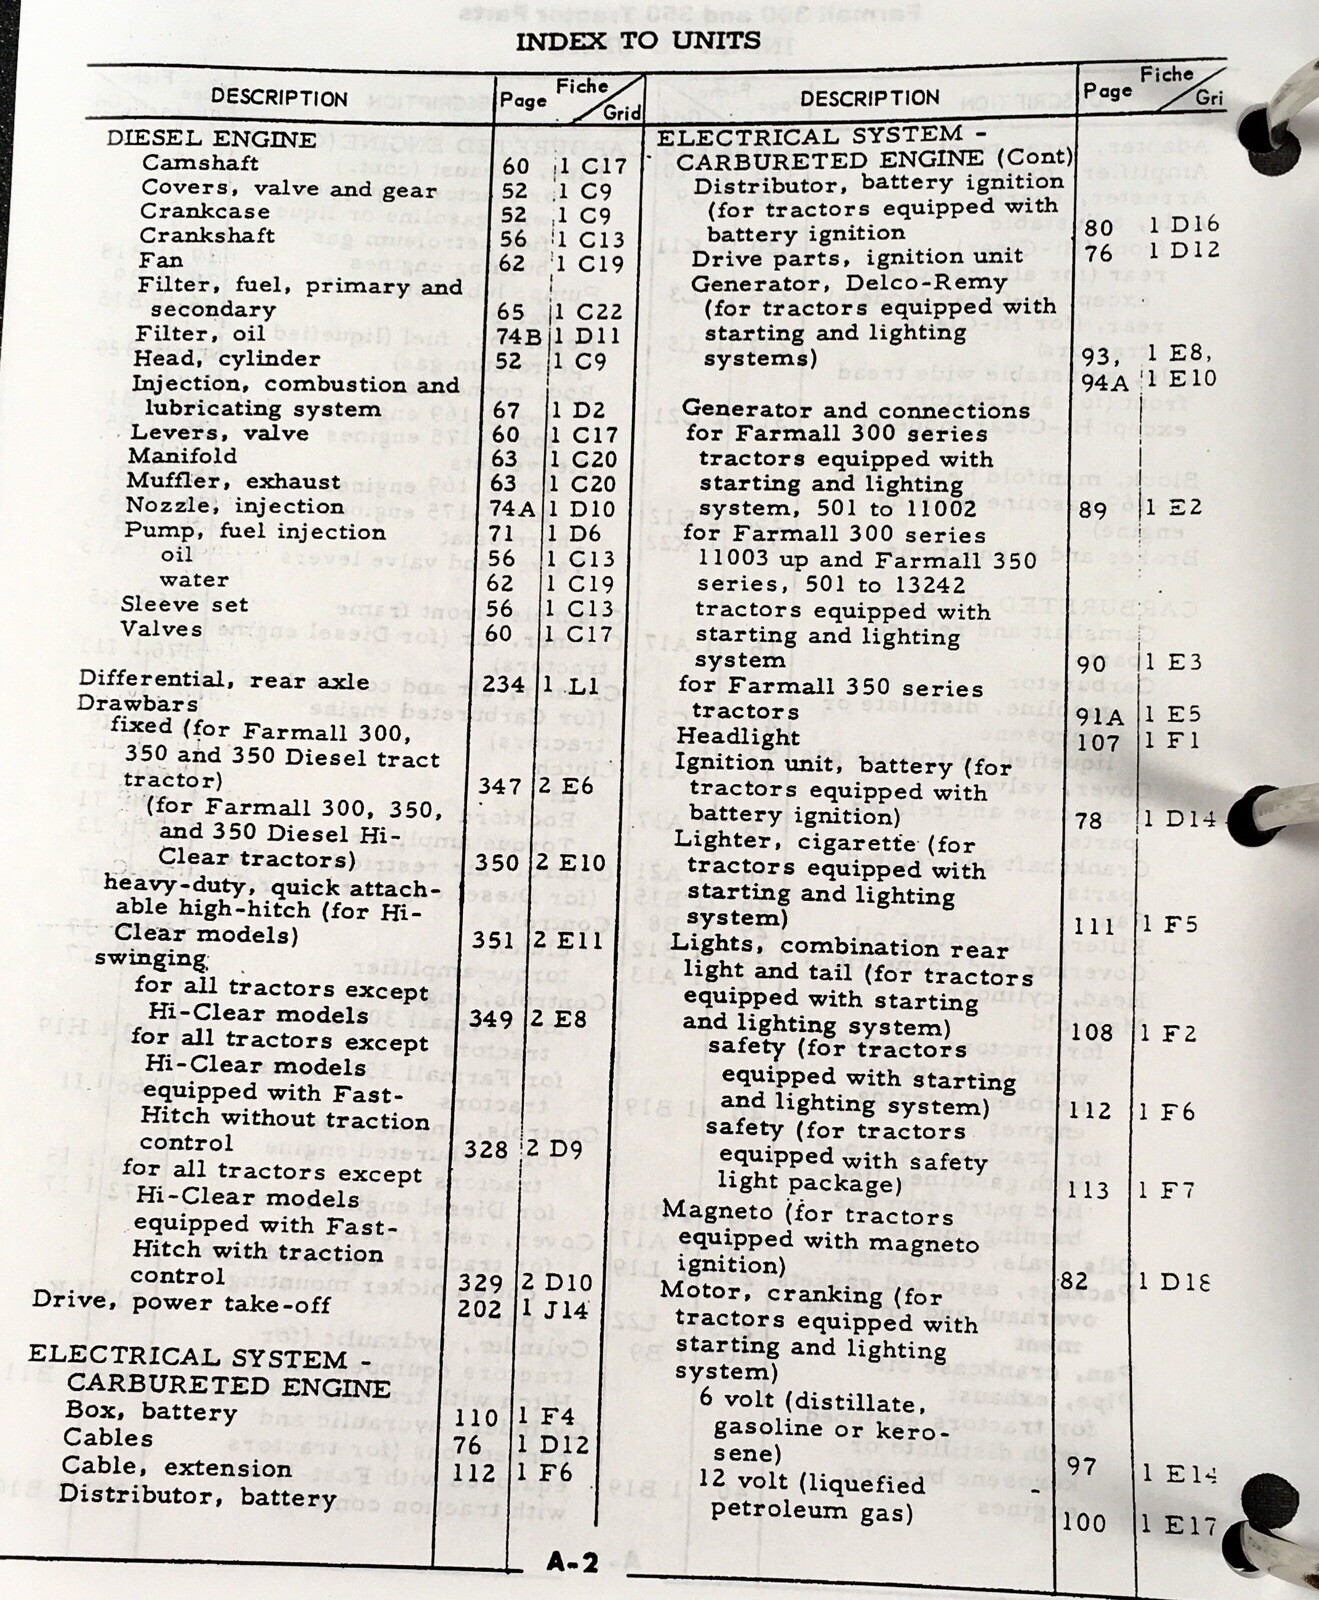 INDEX TO UNITS
DESCRIPTION Page Fiche Grid
DIESEL ENGINE
Camshaft 60 1 C17
Covers, valve and gear 52 1 C9
Crankcase 52 1 C9
Crankshaft 56 1 C13
Fan 62 1 C19
Filter, fuel, primary and
secondary 65 1 C22
Filter, oil 74B 1 D11
Head, cylinder 52 1 C9
Injection, combustion and
lubricating system 67 1 D2
Levers, valve 60 1 C17
Manifold 63 1 C20
Muffler, exhaust 63 1 C20
Nozzle, injection 74A 1 D10
Pump, fuel injection 71 1 D6
oil 56 1 C13
water 62 1 C19
Sleeve set 56 1 C13
Valves 60 1 C17
Differential, rear axle 234 1 L1
Drawbars
fixed (for Farmall 300,
350 and 350 Diesel tract
tractor) 347 2 E6
(for Farmall 300, 350,
and 350 Diesel Hi-
Clear tractors) 350 2 E10
heavy-duty, quick attach-
able high-hitch (for Hi-
Clear models) 351 2 E11
swinging
for all tractors except
Hi-Clear models 349 2 E8
for all tractors except
Hi-Clear models
equipped with Fast-
Hitch without traction
control 328 2 D9
for all tractors except
Hi-Clear models
equipped with Fast-
Hitch with traction
control 329 2 D10
Drive, power take-off 202 1 J14
ELECTRICAL SYSTEM -
CARBURETED ENGINE
Box, battery 110 1 F4
Cables 76 1 D12
Cable, extension 112 1 F6
Distributor, battery
DESCRIPTION Page Fiche Gri
ELECTRICAL SYSTEM -
CARBURETED ENGINE (Cont)
Distributor, battery ignition
(for tractors equipped with
battery ignition 80 1 D16
Drive parts, ignition unit 76 1 D12
Generator, Delco-Remy
(for tractors equipped with
starting and lighting
systems) 93, 1 E8,
94A 1 E10
Generator and connections
for Farmall 300 series
tractors equipped with
starting and lighting
system, 501 to 11002 89 1 E2
for Farmall 300 series
11003 up and Farmall 350
series, 501 to 13242
tractors equipped with
starting and lighting
system 90 1 E3
for Farmall 350 series
tractors 91A 1 E5
Headlight 107 1 F1
Ignition unit, battery (for
tractors equipped with
battery ignition) 78 1 D14
Lighter, cigarette (for
tractors equipped with
starting and lighting
system) 111 1 F5
Lights, combination rear
light and tail (for tractors
equipped with starting
and lighting system) 108 1 F2
safety (for tractors
equipped with starting
and lighting system) 112 1 F6
safety (for tractors
equipped with safety
light package) 113 1 F7
Magneto (for tractors
equipped with magneto
ignition) 82 1 D18
Motor, cranking (for
tractors equipped with
starting and lighting
system)
6 volt (distillate,
gasoline or kero-
sene) 97 1 E14
12 volt (liquefied
petroleum gas) 100 1 E17
A-2